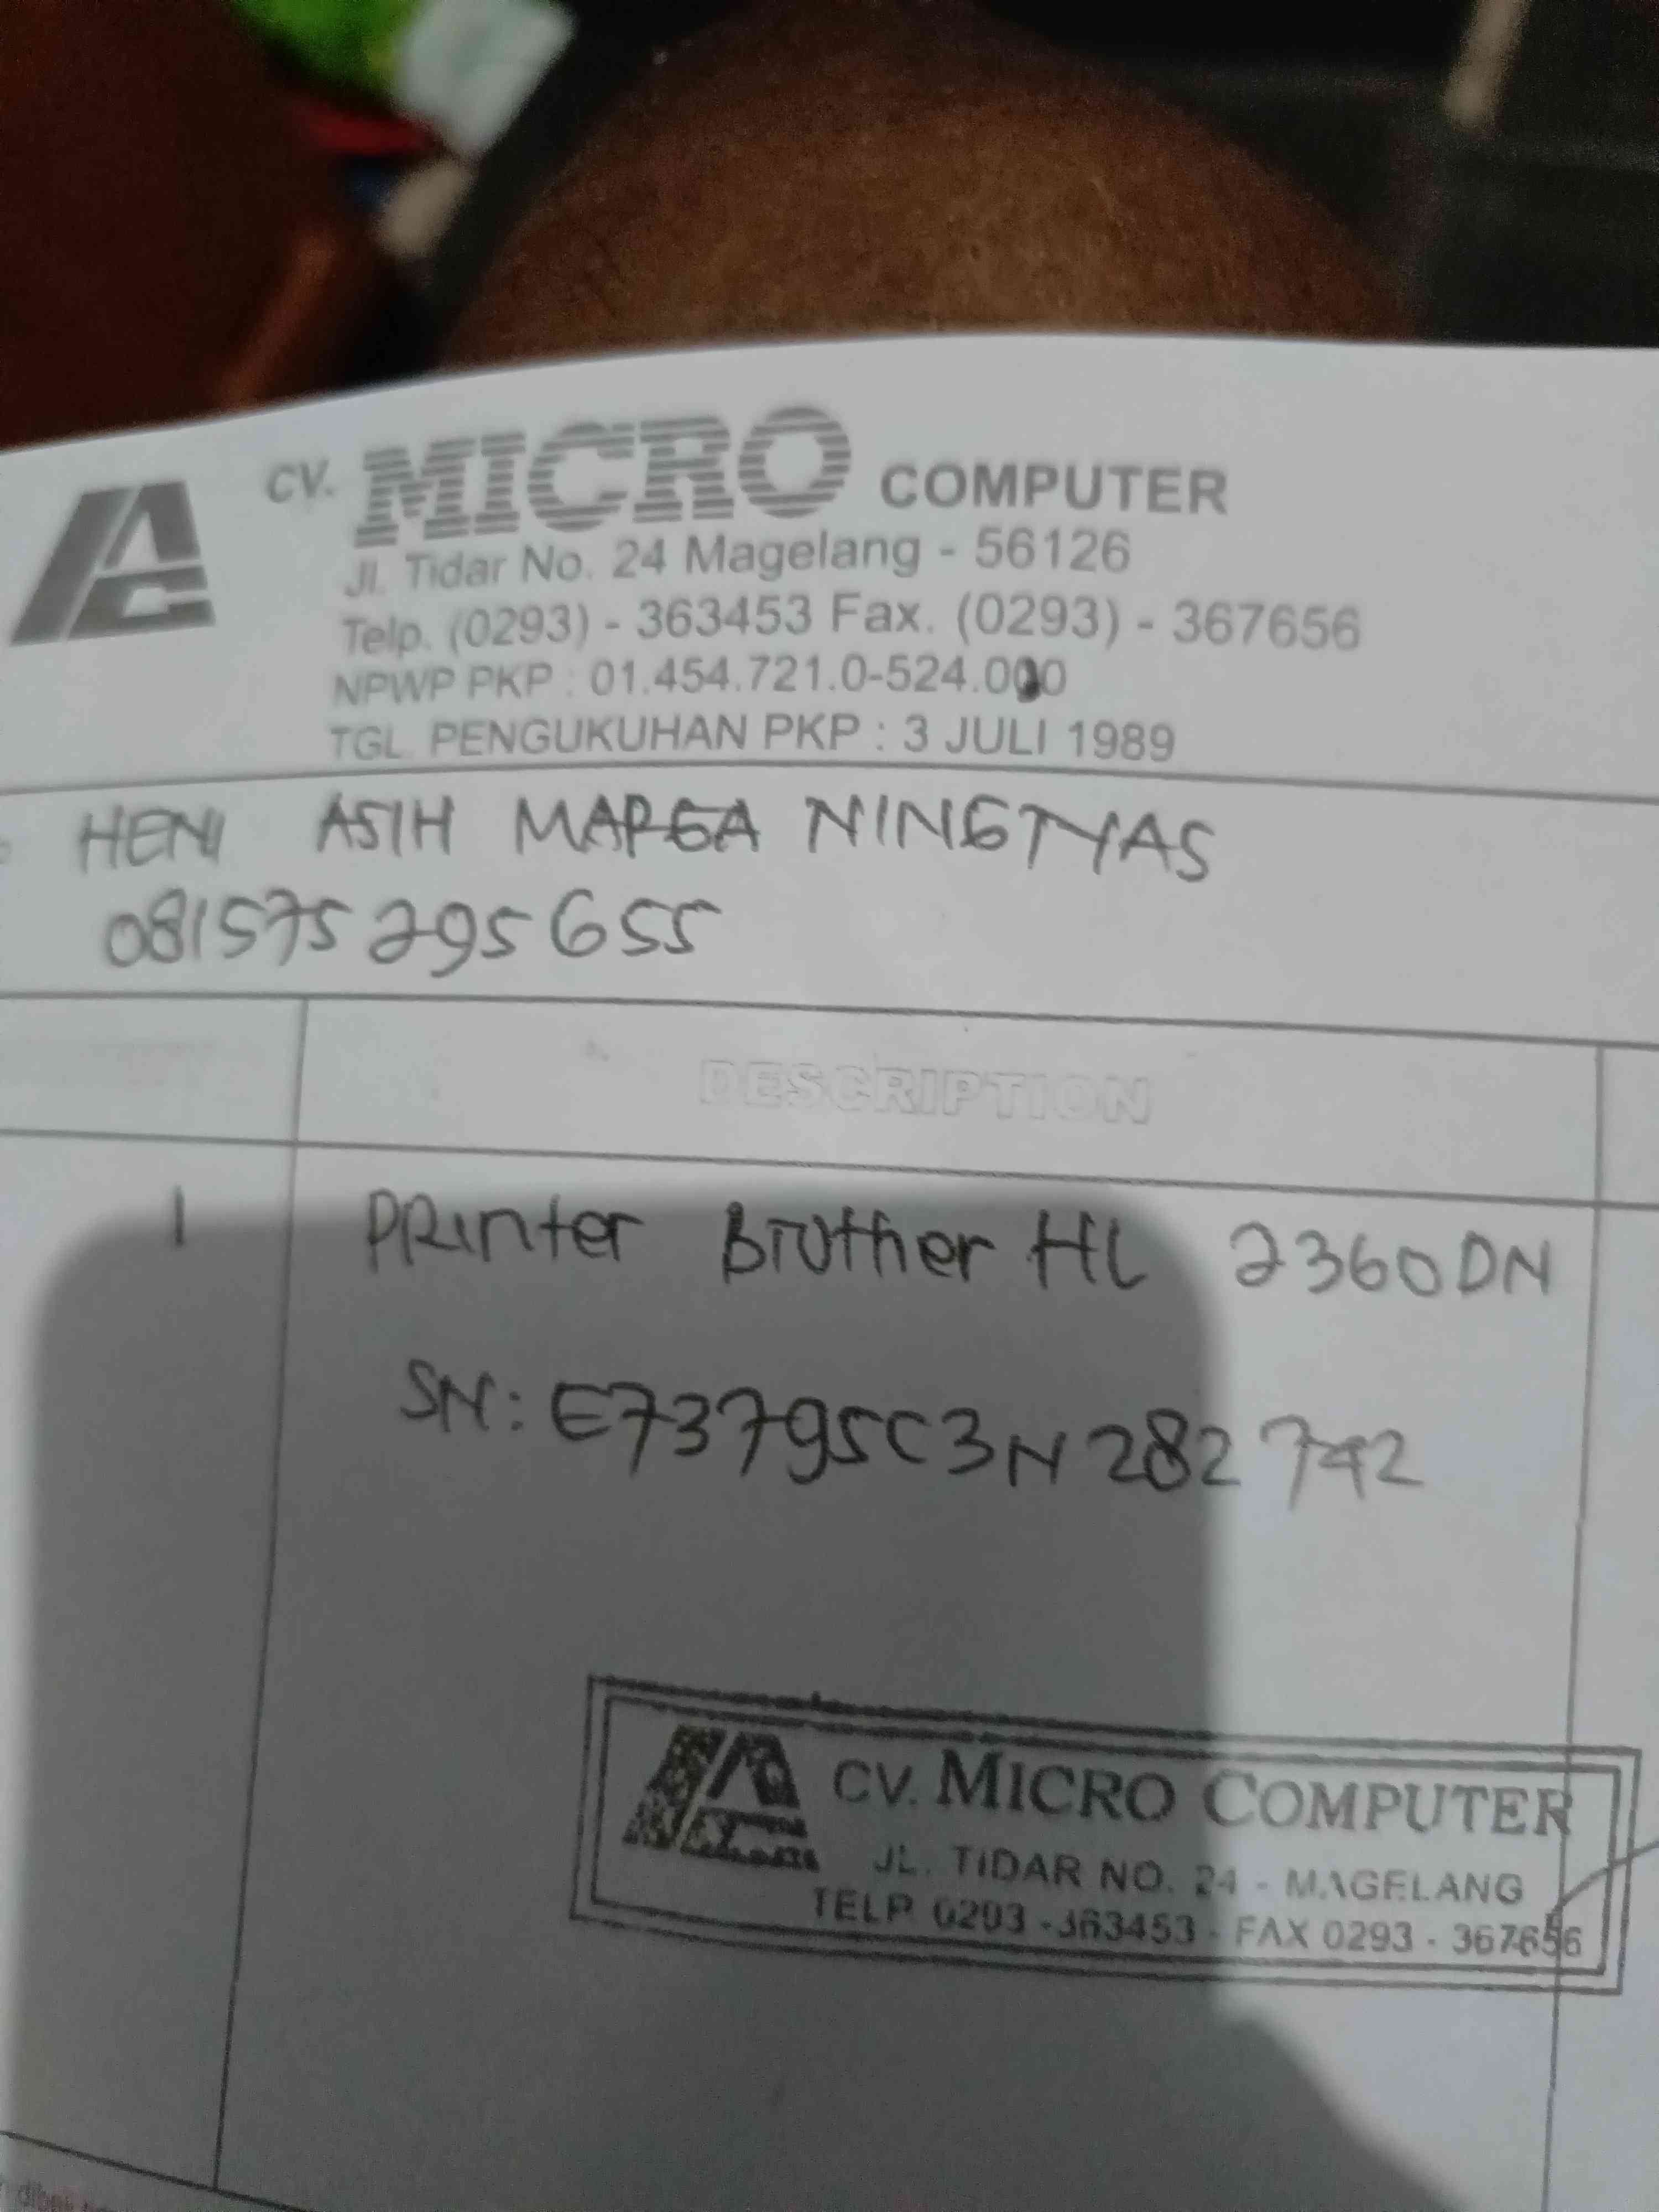 CV. MICRO COMPUTER
Jl. Tidar No. 24 Magelang - 56126
Telp. (0293) - 363453 Fax. (0293) - 367656
NPWP PKP : 01.454.721.0-524.000
TGL. PENGUKUHAN PKP : 3 JULI 1989
HENI ASIH MARGA NINGTYAS
081575295655
DESCRIPTION
1 PRinter Brother HL 2360DN
SN: E73795C3N282742
CV. MICRO COMPUTER
JL. TIDAR NO. 24 - MAGELANG
TELP. 0293 - 363453 - FAX 0293 - 367656